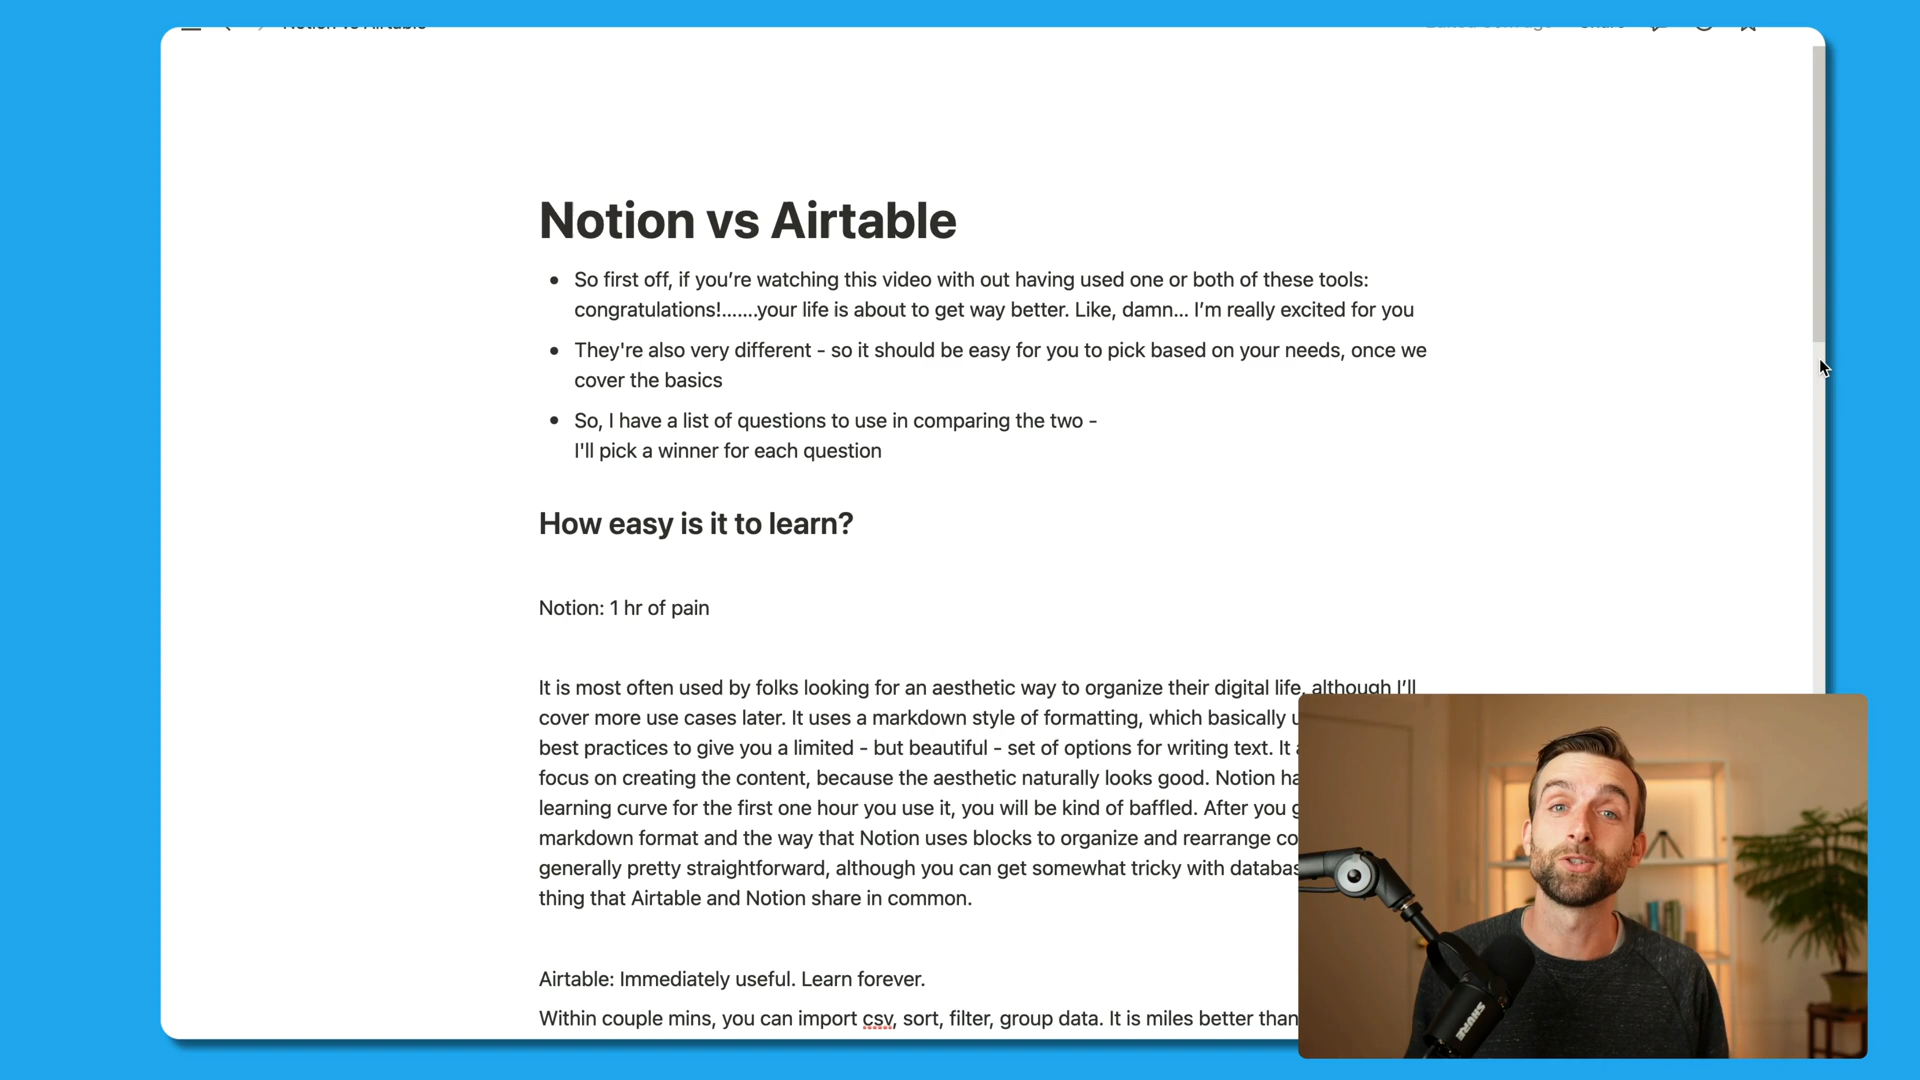 Notion vs Airtable
Notion vs Airtable
So first off, if you’re watching this video with out having used one or both of these tools:
congratulations!.......your life is about to get way better. Like, damn... I’m really excited for you
They're also very different - so it should be easy for you to pick based on your needs, once we
cover the basics
So, I have a list of questions to use in comparing the two -
I'll pick a winner for each question
How easy is it to learn?
Notion: 1 hr of pain
It is most often used by folks looking for an aesthetic way to organize their digital life, although I’ll
cover more use cases later. It uses a markdown style of formatting, which basically
best practices to give you a limited - but beautiful - set of options for writing text. It
focus on creating the content, because the aesthetic naturally looks good. Notion
learning curve for the first one hour you use it, you will be kind of baffled. After you
markdown format and the way that Notion uses blocks to organize and rearrange
generally pretty straightforward, although you can get somewhat tricky with
thing that Airtable and Notion share in common.
Airtable: Immediately useful. Learn forever.
Within couple mins, you can import csv, sort, filter, group data. It is miles better than
SHURE